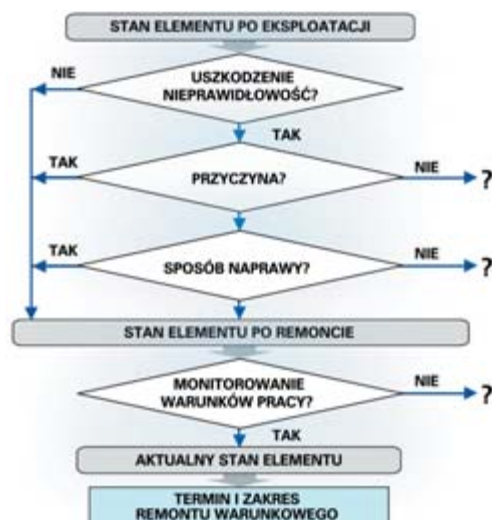 STAN ELEMENTU PO EKSPLOATACJI
NIE
USZKODZENIE
NIEPRAWIDŁOWOŚĆ?
TAK
TAK
PRZYCZYNA?
NIE
?
TAK
SPOSÓB NAPRAWY?
NIE
?
STAN ELEMENTU PO REMONCIE
MONITOROWANIE
WARUNKÓW PRACY?
NIE
?
TAK
AKTUALNY STAN ELEMENTU
TERMIN I ZAKRES
REMONTU WARUNKOWEGO